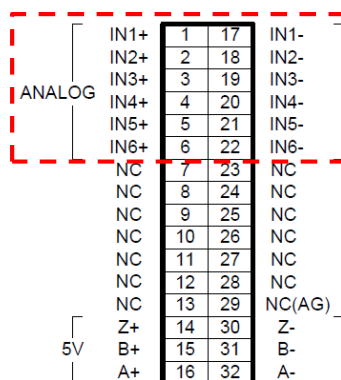 IN1+ 1 17 IN1-
IN2+ 2 18 IN2-
IN3+ 3 19 IN3-
ANALOG IN4+ 4 20 IN4-
IN5+ 5 21 IN5-
IN6+ 6 22 IN6-
NC 7 23 NC
NC 8 24 NC
NC 9 25 NC
NC 10 26 NC
NC 11 27 NC
NC 12 28 NC
NC 13 29 NC(AG)
Z+ 14 30 Z-
5V B+ 15 31 B-
A+ 16 32 A-